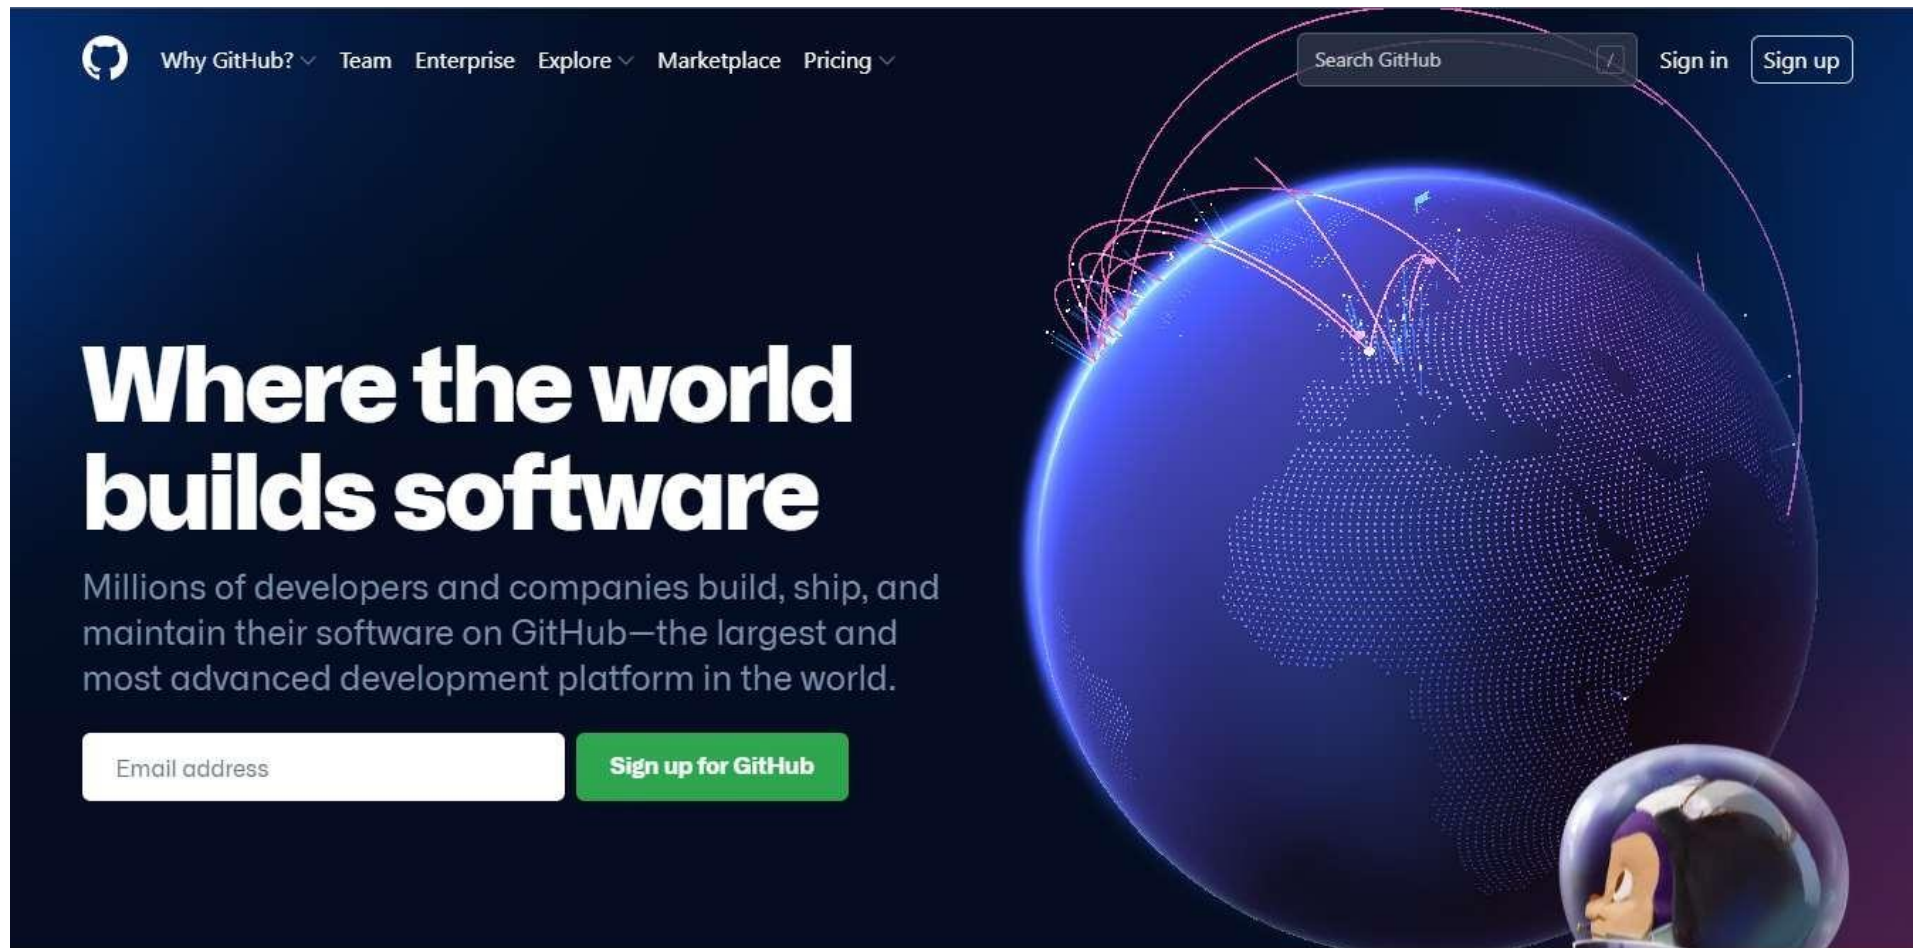 Why GitHub? Team Enterprise Explore Marketplace Pricing Search GitHub / Sign in Sign up
Where the world
builds software
Millions of developers and companies build, ship, and
maintain their software on GitHub—the largest and
most advanced development platform in the world.
Email address Sign up for GitHub